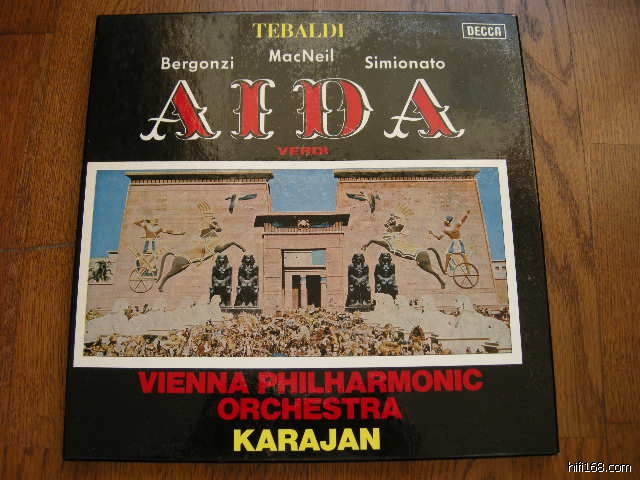 TEBALDI
DECCA
Bergonzi MacNeil Simionato
AIDA
VERDI
VIENNA PHILHARMONIC
ORCHESTRA
KARAJAN
hifi168.com